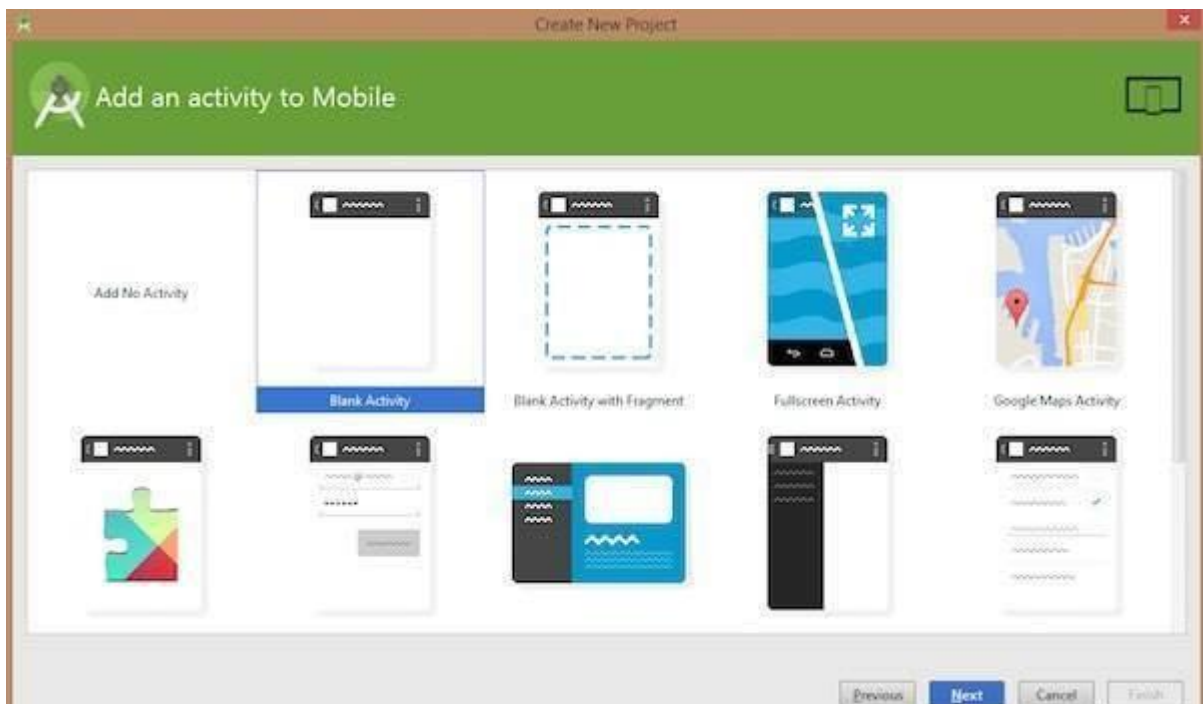 Create New Project
Add an activity to Mobile
Add No Activity
Blank Activity
Blank Activity with Fragment
Fullscreen Activity
Google Maps Activity
Previous
Next
Cancel
Finish